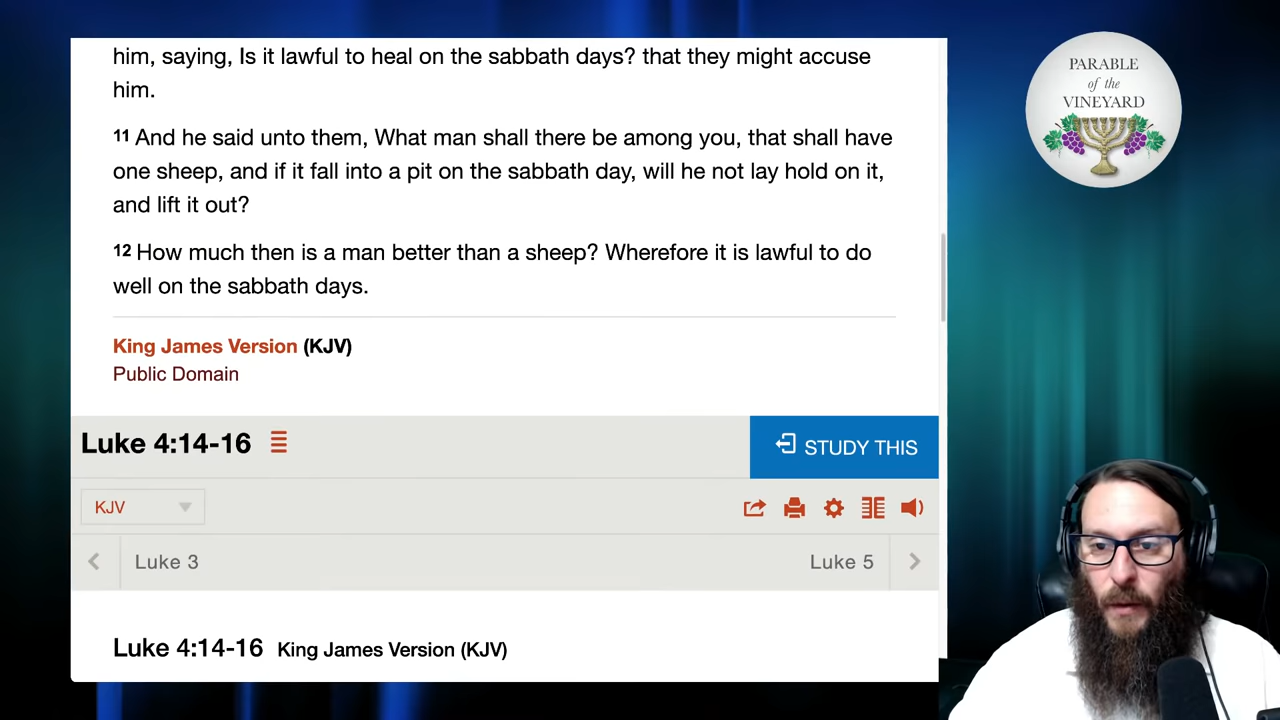 him, saying, Is it lawful to heal on the sabbath days? that they might accuse
him.
11 And he said unto them, What man shall there be among you, that shall have
one sheep, and if it fall into a pit on the sabbath day, will he not lay hold on it,
and lift it out?
12 How much then is a man better than a sheep? Wherefore it is lawful to do
well on the sabbath days.
King James Version (KJV)
Public Domain
Luke 4:14-16
STUDY THIS
KJV
Luke 3
Luke 5
Luke 4:14-16 King James Version (KJV)
PARABLE
of the
VINEYARD